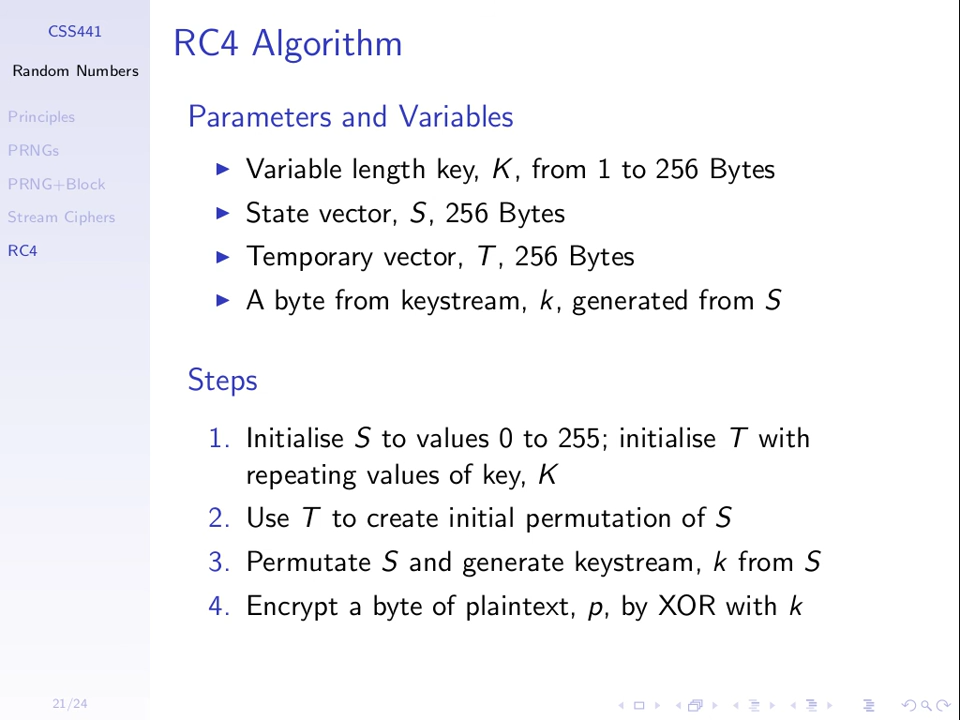 CSS441
Random Numbers
Principles
PRNGs
PRNG+Block
Stream Ciphers
RC4
21/24
RC4 Algorithm
Parameters and Variables
Variable length key, K, from 1 to 256 Bytes
State vector, S, 256 Bytes
Temporary vector, T, 256 Bytes
A byte from keystream, k, generated from S
Steps
1. Initialise S to values 0 to 255; initialise T with
repeating values of key, K
2. Use T to create initial permutation of S
3. Permutate S and generate keystream, k from S
4. Encrypt a byte of plaintext, p, by XOR with k